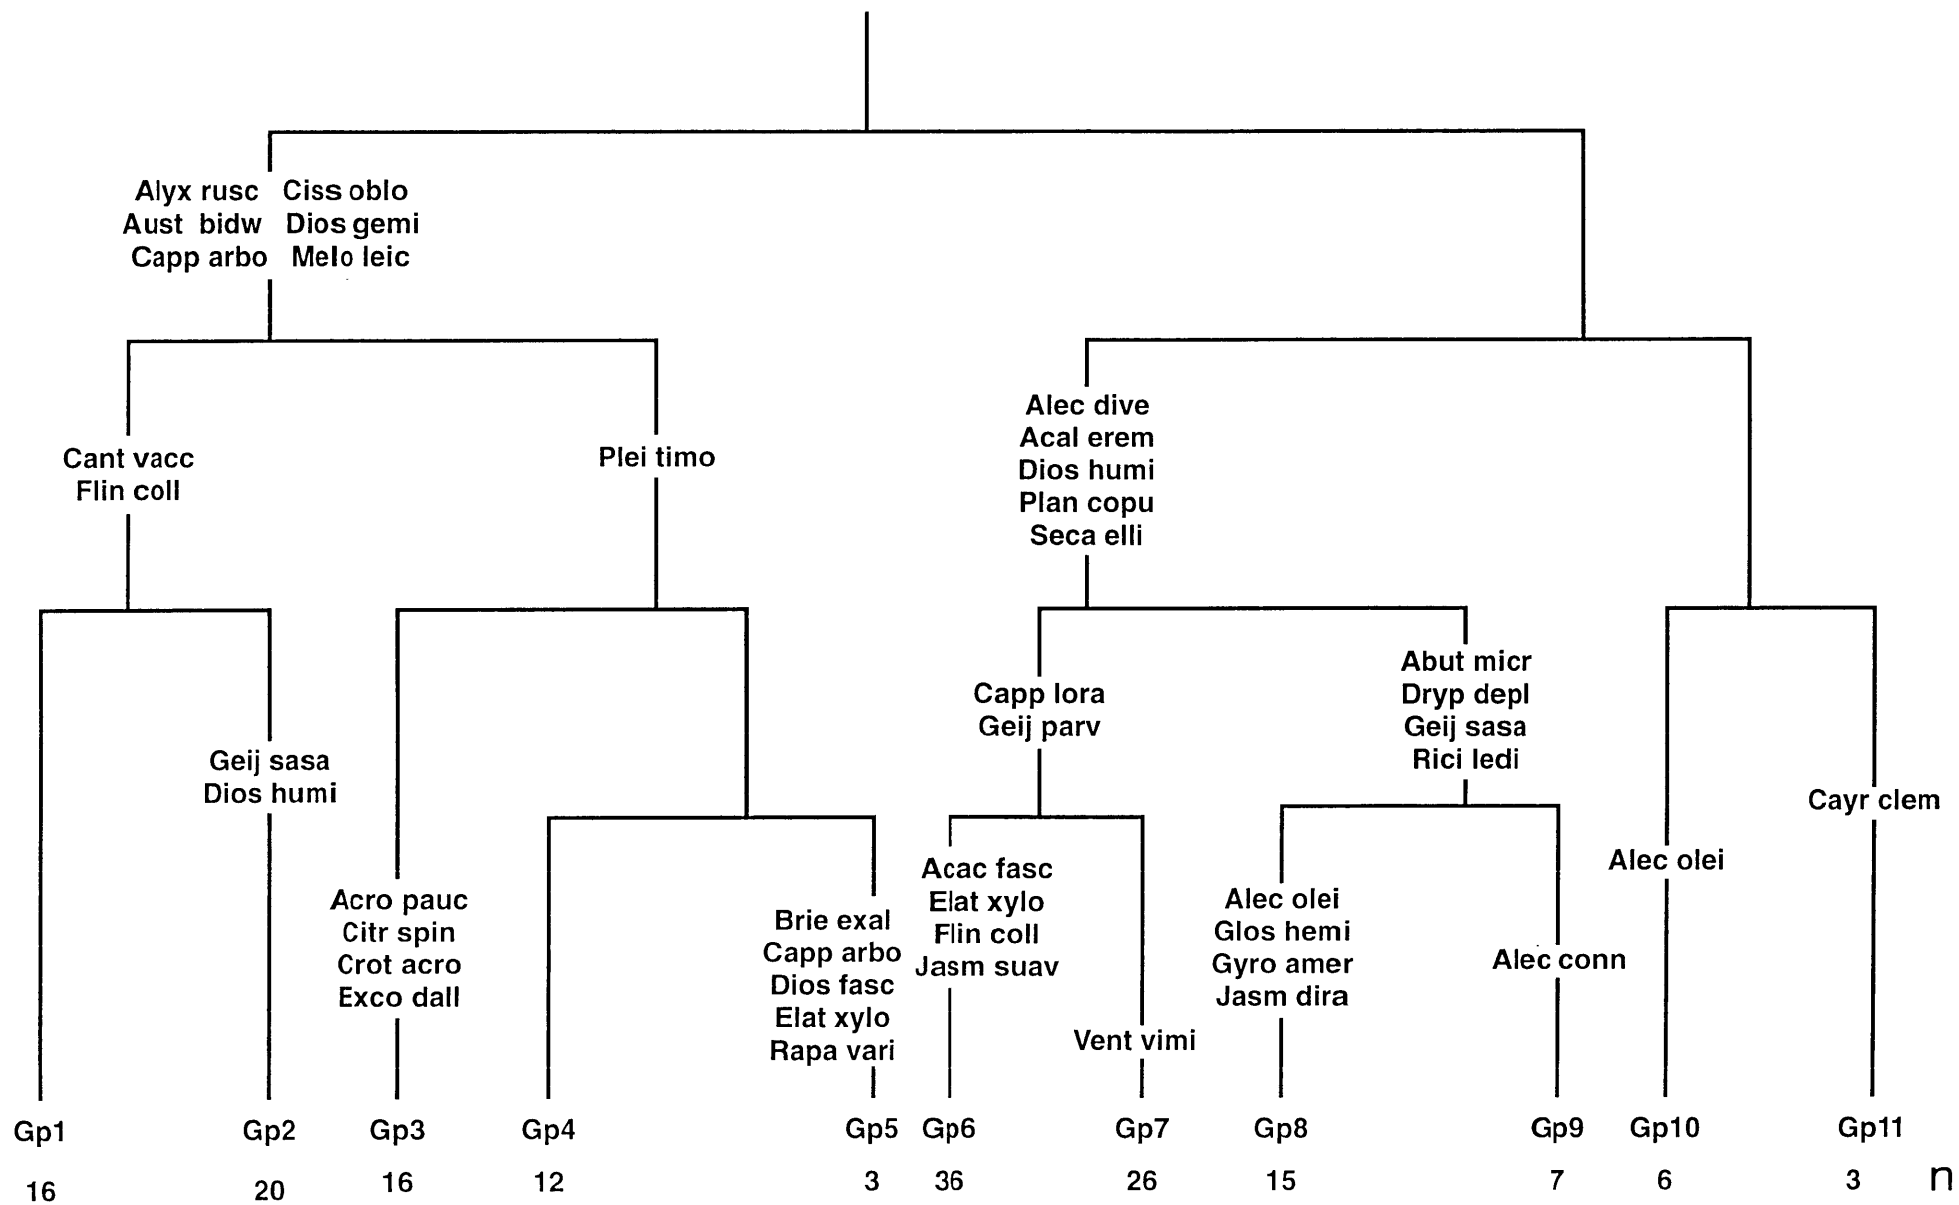 Alyx rusc Ciss oblo
Aust bidw Dios gemi
Capp arbo Melo leic
Cant vacc
Flin coll
Plei timo
Alec dive
Acal erem
Dios humi
Plan copu
Seca elli
Geij sasa
Dios humi
Capp lora
Geij parv
Abut micr
Dryp depl
Geij sasa
Rici ledi
Cayr clem
Alec olei
Acro pauc
Citr spin
Crot acro
Exco dall
Brie exal
Capp arbo
Dios fasc
Elat xylo
Rapa vari
Acac fasc
Elat xylo
Flin coll
Jasm suav
Vent vimi
Alec olei
Glos hemi
Gyro amer
Jasm dira
Alec conn
Gp1 Gp2 Gp3 Gp4 Gp5 Gp6 Gp7 Gp8 Gp9 Gp10 Gp11
16 20 16 12 3 36 26 15 7 6 3 n